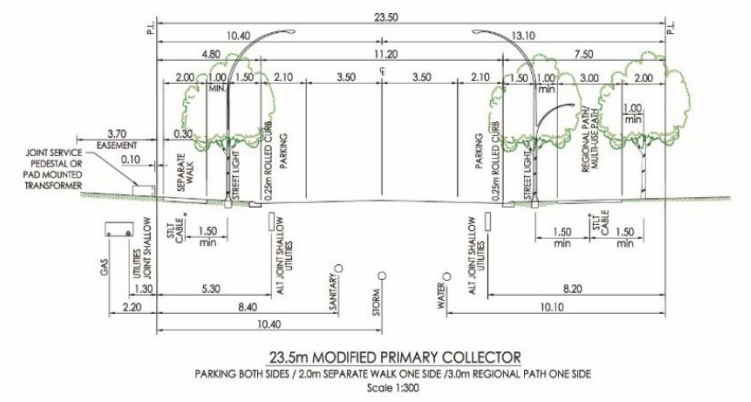 23.50
P.L.
P.L.
10.40
13.10
4.80
11.20
7.50
2.00
1.00
MIN.
1.50
2.10
3.50
℄
3.50
2.10
1.50
1.00
min
3.00
2.00
1.00
min
3.70
EASEMENT
0.30
0.10
JOINT SERVICE
PEDESTAL OR
PAD MOUNTED
TRANSFORMER
SEPARATE
WALK
STREET LIGHT
0.25m ROLLED CURB
PARKING
PARKING
0.25m ROLLED CURB
STREET LIGHT
REGIONAL PATH/
MULTI-USE PATH
GAS
UTILITIES
JOINT SHALLOW
STLT
CABLE
1.50
min
ALT JOINT SHALLOW
UTILITIES
SANITARY
STORM
WATER
ALT JOINT SHALLOW
UTILITIES
1.50
min
STLT
CABLE
1.50
min
1.30
5.30
8.20
2.20
8.40
10.10
10.40
23.5m MODIFIED PRIMARY COLLECTOR
PARKING BOTH SIDES / 2.0m SEPARATE WALK ONE SIDE /3.0m REGIONAL PATH ONE SIDE
Scale 1:300